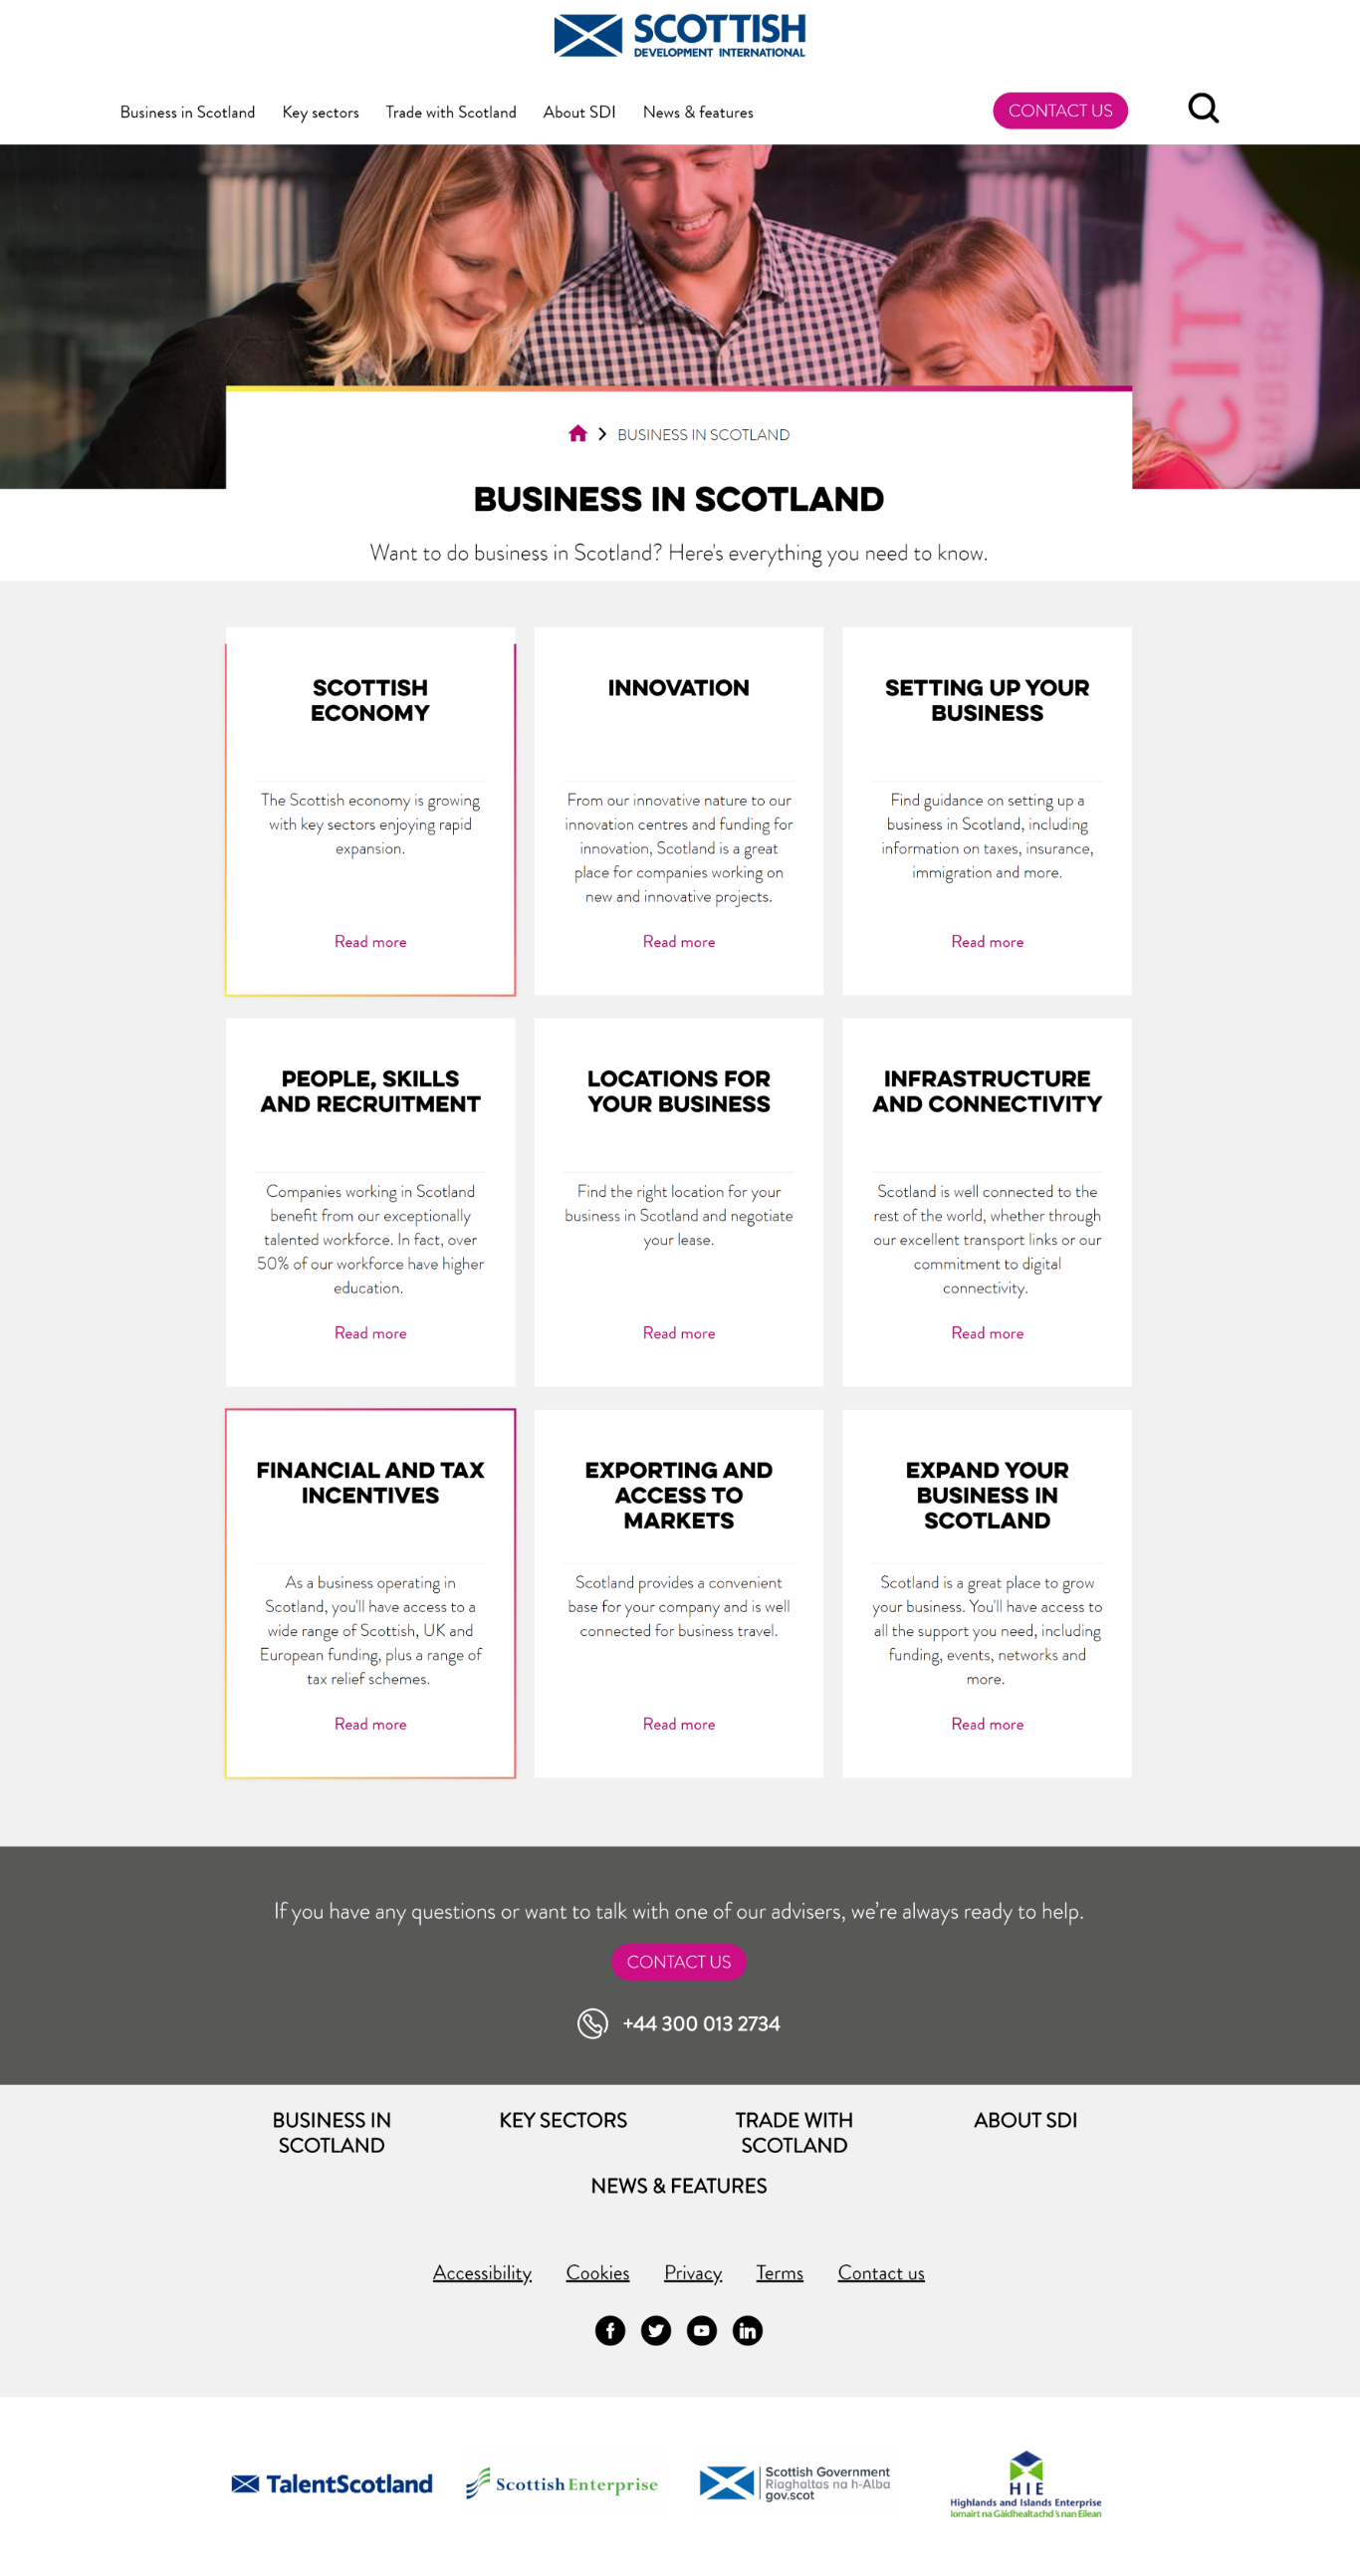 SCOTTISH
DEVELOPMENT INTERNATIONAL
Business in Scotland Key sectors Trade with Scotland About SDI News & features CONTACT US
CITY
EMBER 2018
BUSINESS IN SCOTLAND
BUSINESS IN SCOTLAND
Want to do business in Scotland? Here's everything you need to know.
SCOTTISH
ECONOMY
The Scottish economy is growing
with key sectors enjoying rapid
expansion.
Read more
INNOVATION
From our innovative nature to our
innovation centres and funding for
innovation, Scotland is a great
place for companies working on
new and innovative projects.
Read more
SETTING UP YOUR
BUSINESS
Find guidance on setting up a
business in Scotland, including
information on taxes, insurance,
immigration and more.
Read more
PEOPLE, SKILLS
AND RECRUITMENT
Companies working in Scotland
benefit from our exceptionally
talented workforce. In fact, over
50% of our workforce have higher
education.
Read more
LOCATIONS FOR
YOUR BUSINESS
Find the right location for your
business in Scotland and negotiate
your lease.
Read more
INFRASTRUCTURE
AND CONNECTIVITY
Scotland is well connected to the
rest of the world, whether through
our excellent transport links or our
commitment to digital
connectivity.
Read more
FINANCIAL AND TAX
INCENTIVES
As a business operating in
Scotland, you'll have access to a
wide range of Scottish, UK and
European funding, plus a range of
tax relief schemes.
Read more
EXPORTING AND
ACCESS TO
MARKETS
Scotland provides a convenient
base for your company and is well
connected for business travel.
Read more
EXPAND YOUR
BUSINESS IN
SCOTLAND
Scotland is a great place to grow
your business. You'll have access to
all the support you need, including
funding, events, networks and
more.
Read more
If you have any questions or want to talk with one of our advisers, we're always ready to help.
CONTACT US
+44 300 013 2734
BUSINESS IN
SCOTLAND
KEY SECTORS
TRADE WITH
SCOTLAND
ABOUT SDI
NEWS & FEATURES
Accessibility Cookies Privacy Terms Contact us
TalentScotland
Scottish Enterprise
Scottish Government
Riaghaltas na h-Alba
gov.scot
HIE
Highlands and Islands Enterprise
Iomairt na Gàidhealtachd 's nan Eilean